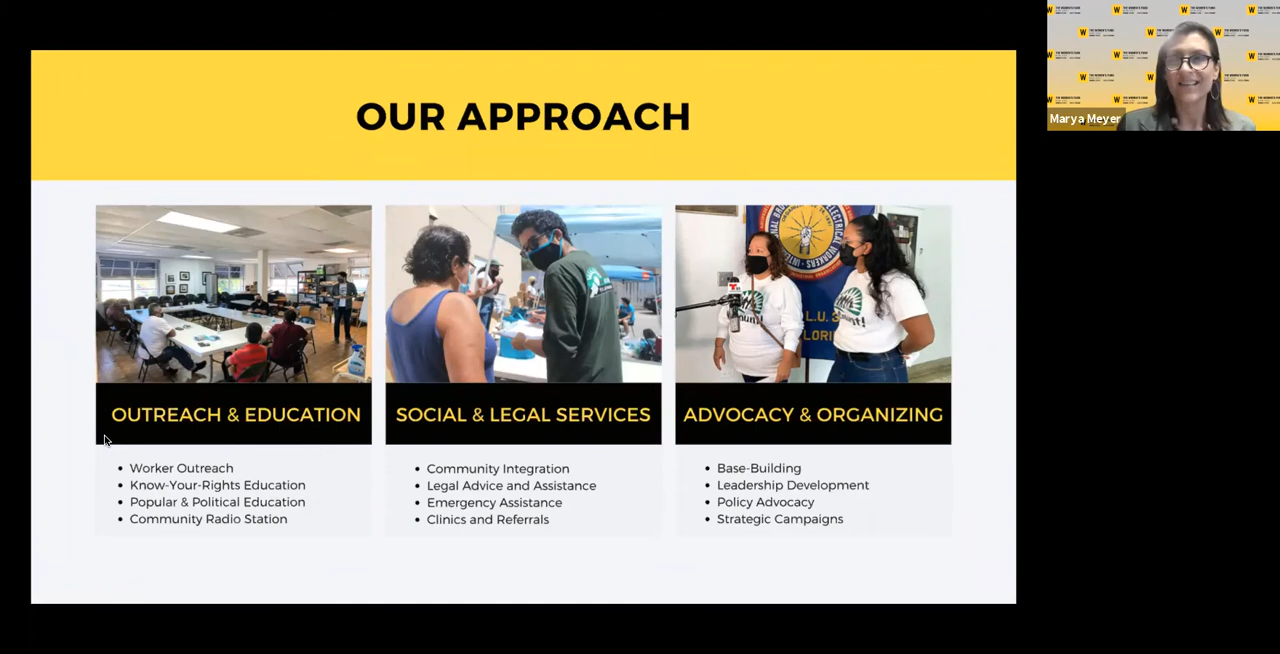 OUR APPROACH
Marya Meyer
OUTREACH & EDUCATION
SOCIAL & LEGAL SERVICES
ADVOCACY & ORGANIZING
Worker Outreach
Know-Your-Rights Education
Popular & Political Education
Community Radio Station
Community Integration
Legal Advice and Assistance
Emergency Assistance
Clinics and Referrals
Base-Building
Leadership Development
Policy Advocacy
Strategic Campaigns